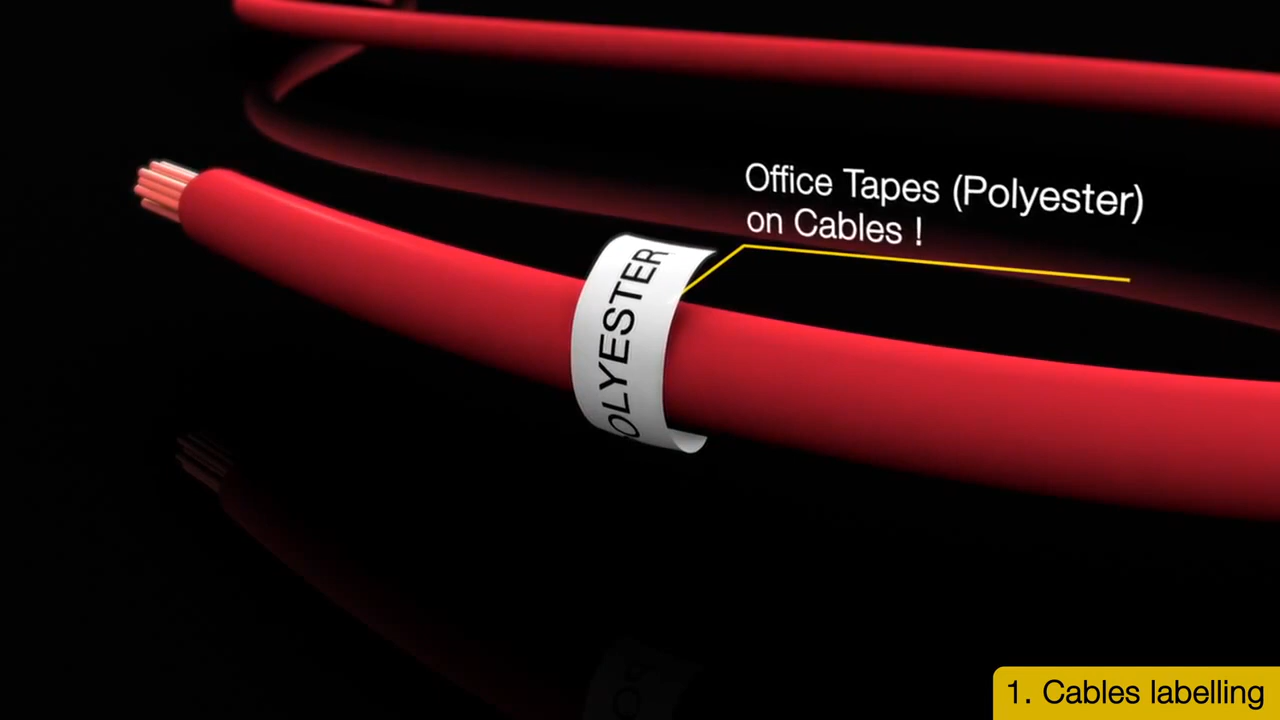 Office Tapes (Polyester)
on Cables !
POLYESTER
1. Cables labelling